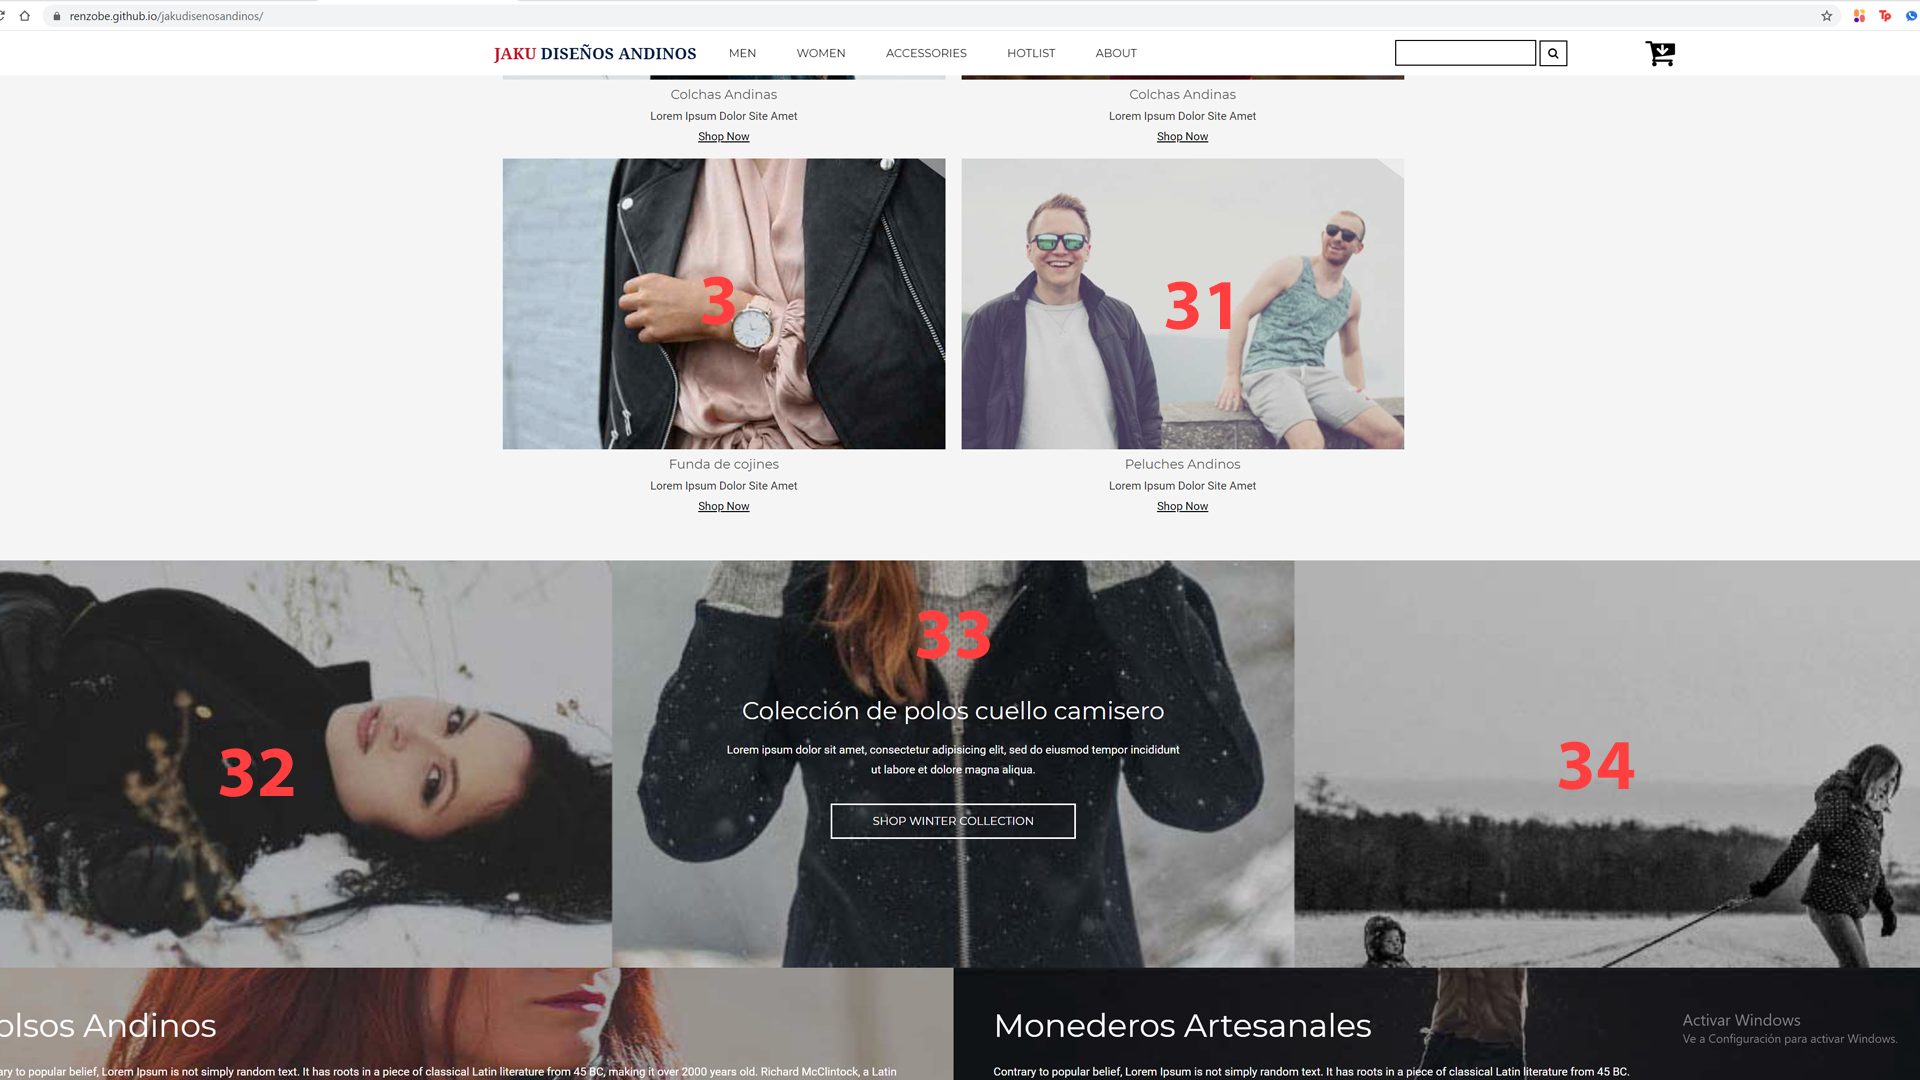 renzobe.github.io/jakudisenosandinos/
Tp
JAKU DISEÑOS ANDINOS MEN WOMEN ACCESSORIES HOTLIST ABOUT
Colchas Andinas
Lorem Ipsum Dolor Site Amet
Shop Now
Colchas Andinas
Lorem Ipsum Dolor Site Amet
Shop Now
3
31
Funda de cojines
Lorem Ipsum Dolor Site Amet
Shop Now
Peluches Andinos
Lorem Ipsum Dolor Site Amet
Shop Now
32
33
Colección de polos cuello camisero
Lorem ipsum dolor sit amet, consectetur adipisicing elit, sed do eiusmod tempor incididunt
ut labore et dolore magna aliqua.
SHOP WINTER COLLECTION
34
olsos Andinos
ary to popular belief, Lorem Ipsum is not simply random text. It has roots in a piece of classical Latin literature from 45 BC, making it over 2000 years old. Richard McClintock, a Latin
Monederos Artesanales
Contrary to popular belief, Lorem Ipsum is not simply random text. It has roots in a piece of classical Latin literature from 45 BC.
Activar Windows
Ve a Configuración para activar Windows.